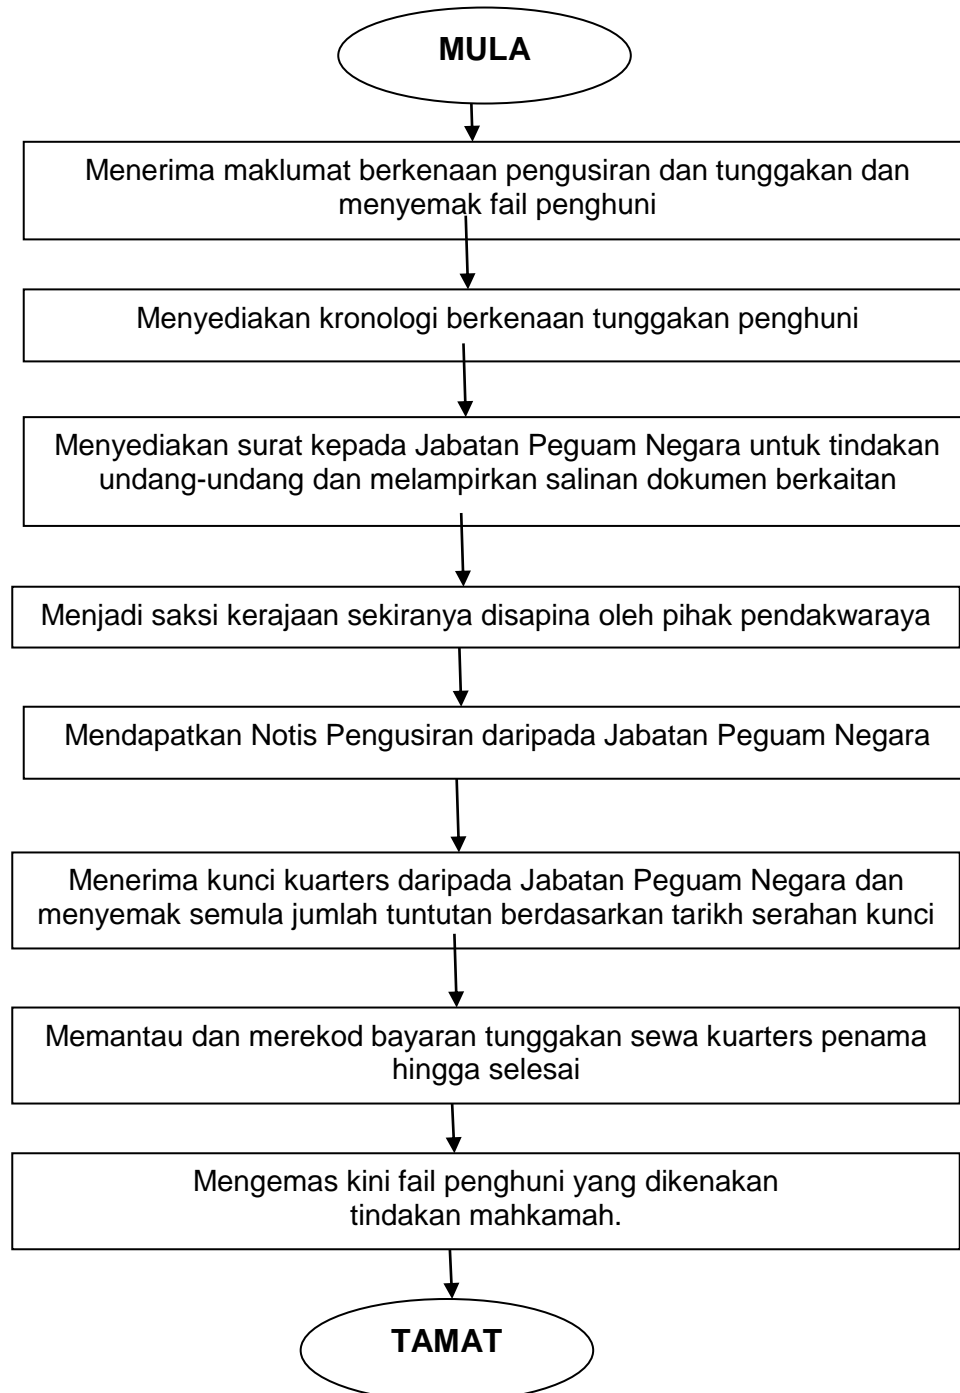 MULA
Menerima maklumat berkenaan pengusiran dan tunggakan dan
menyemak fail penghuni
Menyediakan kronologi berkenaan tunggakan penghuni
Menyediakan surat kepada Jabatan Peguam Negara untuk tindakan
undang-undang dan melampirkan salinan dokumen berkaitan
Menjadi saksi kerajaan sekiranya disapina oleh pihak pendakwaraya
Mendapatkan Notis Pengusiran daripada Jabatan Peguam Negara
Menerima kunci kuarters daripada Jabatan Peguam Negara dan
menyemak semula jumlah tuntutan berdasarkan tarikh serahan kunci
Memantau dan merekod bayaran tunggakan sewa kuarters penama
hingga selesai
Mengemas kini fail penghuni yang dikenakan
tindakan mahkamah.
TAMAT